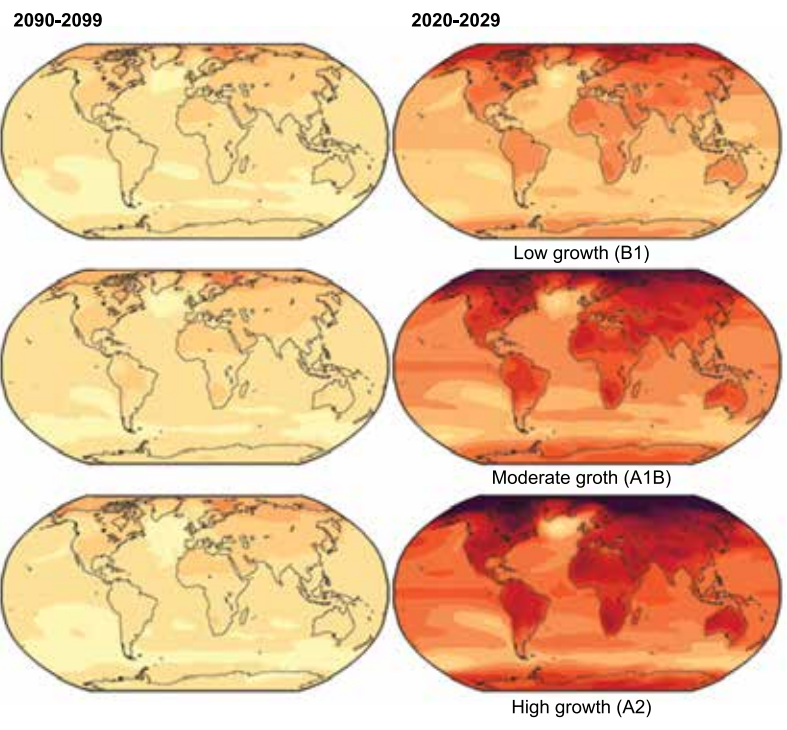 2090-2099
2020-2029
Low growth (B1)
Moderate groth (A1B)
High growth (A2)